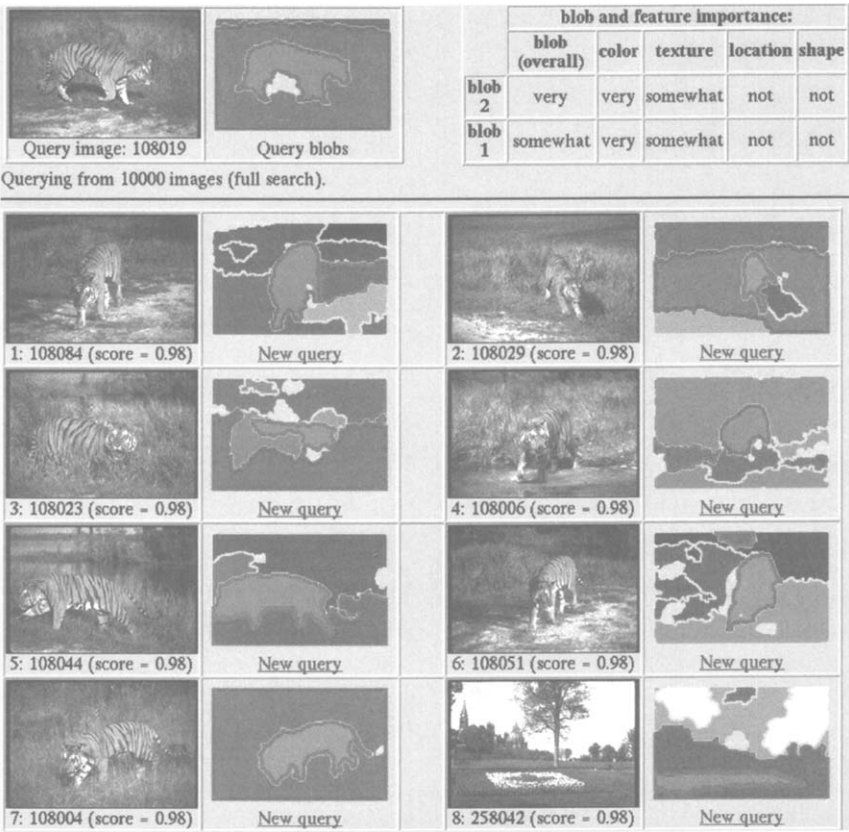 blob and feature importance:
blob (overall) color texture location shape
blob 2 very very somewhat not not
blob 1 somewhat very somewhat not not
Query image: 108019 Query blobs
Querying from 10000 images (full search).
1: 108084 (score = 0.98) New query 2: 108029 (score = 0.98) New query
3: 108023 (score = 0.98) New query 4: 108006 (score = 0.98) New query
5: 108044 (score = 0.98) New query 6: 108051 (score = 0.98) New query
7: 108004 (score = 0.98) New query 8: 258042 (score = 0.98) New query